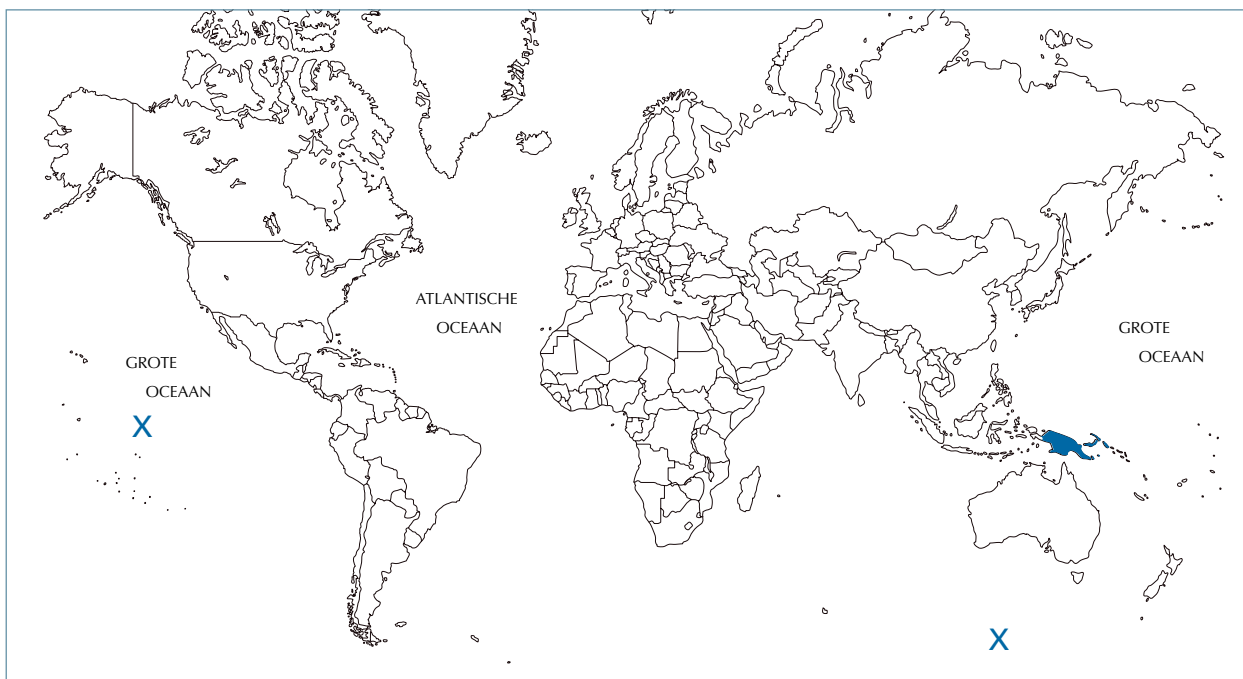 ATLANTISCHE
OCEAAN
GROTE
OCEAAN
GROTE
OCEAAN
X
X